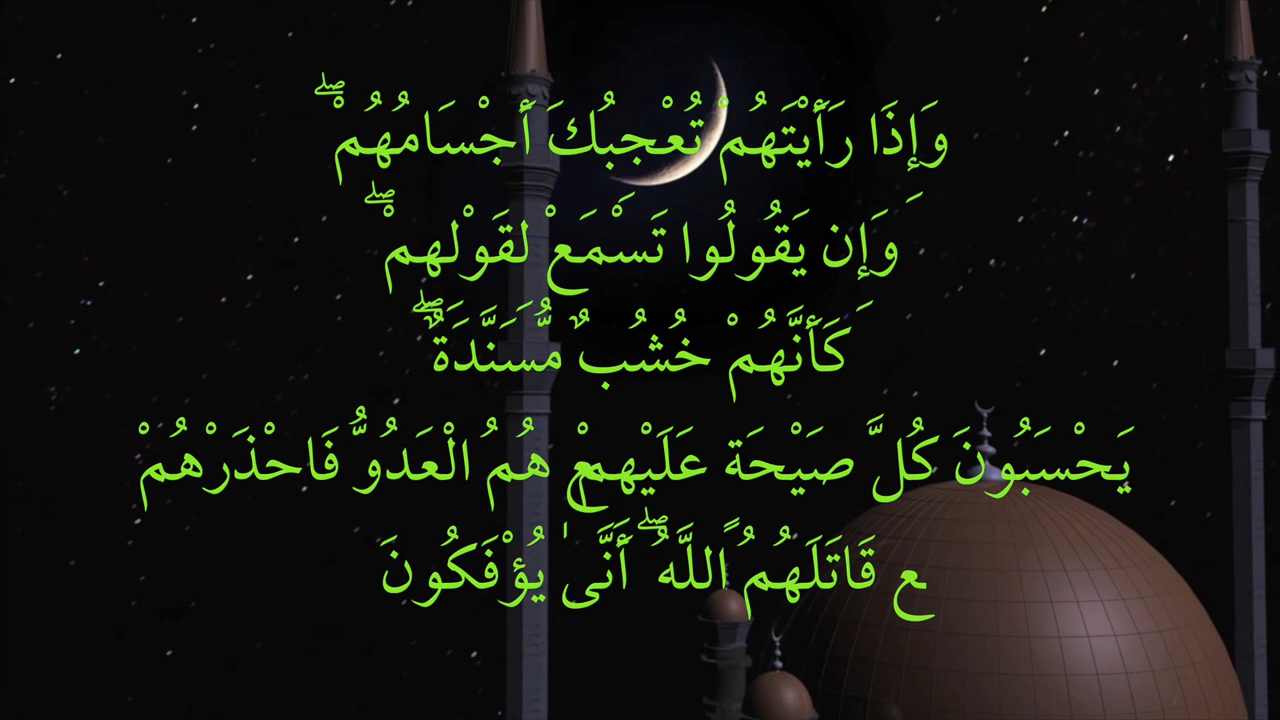 وَإِذَا رَأَيْتَهُمْ تُعْجِبُكَ أَجْسَامُهُمْ ۖ
وَإِن يَقُولُوا تَسْمَعْ لِقَوْلِهِمْ ۖ
كَأَنَّهُمْ خُشُبٌ مُّسَنَّدَةٌ ۖ
يَحْسَبُونَ كُلَّ صَيْحَةٍ عَلَيْهِمْع هُمُ الْعَدُوُّ فَاحْذَرْهُمْ
ع قَاتَلَهُمُ اللَّهُ ۖ أَنَّىٰ يُؤْفَكُونَ